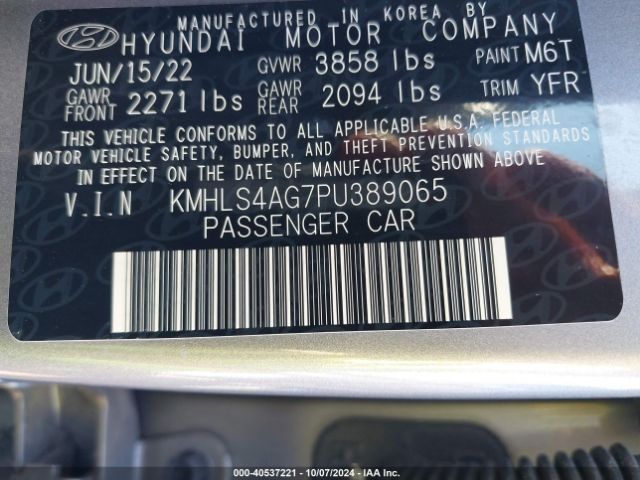 MANUFACTURED IN KOREA BY
HYUNDAI MOTOR COMPANY
JUN/15/22 GVWR 3858 lbs PAINT M6T
GAWR FRONT 2271 lbs GAWR REAR 2094 lbs TRIM YFR
THIS VEHICLE CONFORMS TO ALL APPLICABLE U.S.A. FEDERAL
MOTOR VEHICLE SAFETY, BUMPER, AND THEFT PREVENTION STANDARDS
IN EFFECT ON THE DATE OF MANUFACTURE SHOWN ABOVE.
V.I.N KMHLS4AG7PU389065
PASSENGER CAR
000-40537221 - 10/07/2024 - IAA Inc.